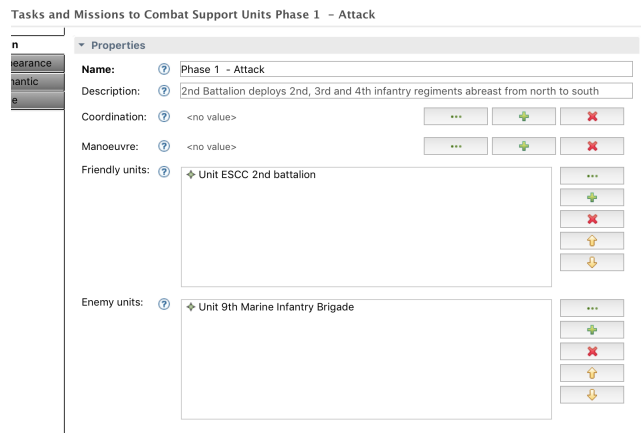 Tasks and Missions to Combat Support Units Phase 1 – Attack
n
Properties
earance
Name:
Phase 1 - Attack
antic
Description:
2nd Battalion deploys 2nd, 3rd and 4th infantry regiments abreast from north to south
e
Coordination:
<no value>
Manoeuvre:
<no value>
Friendly units:
Unit ESCC 2nd battalion
Enemy units:
Unit 9th Marine Infantry Brigade